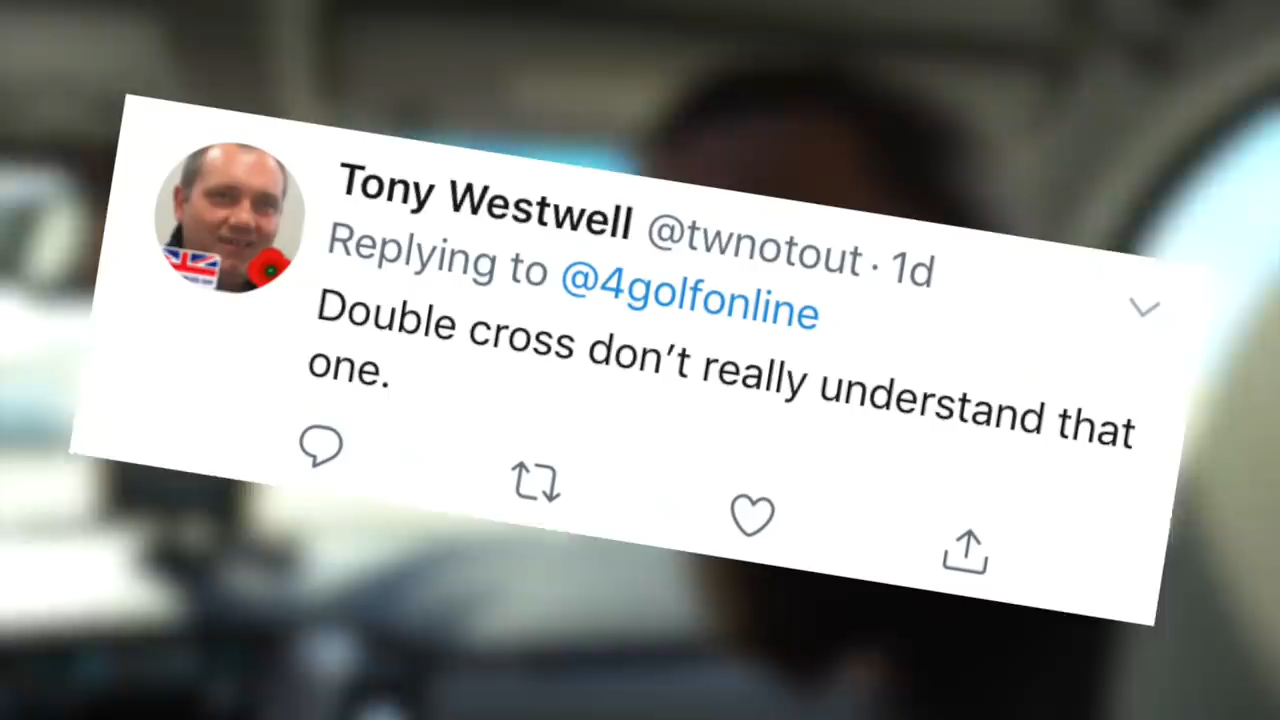 Tony Westwell @twnotout · 1d
Replying to @4golfonline
Double cross don’t really understand that
one.